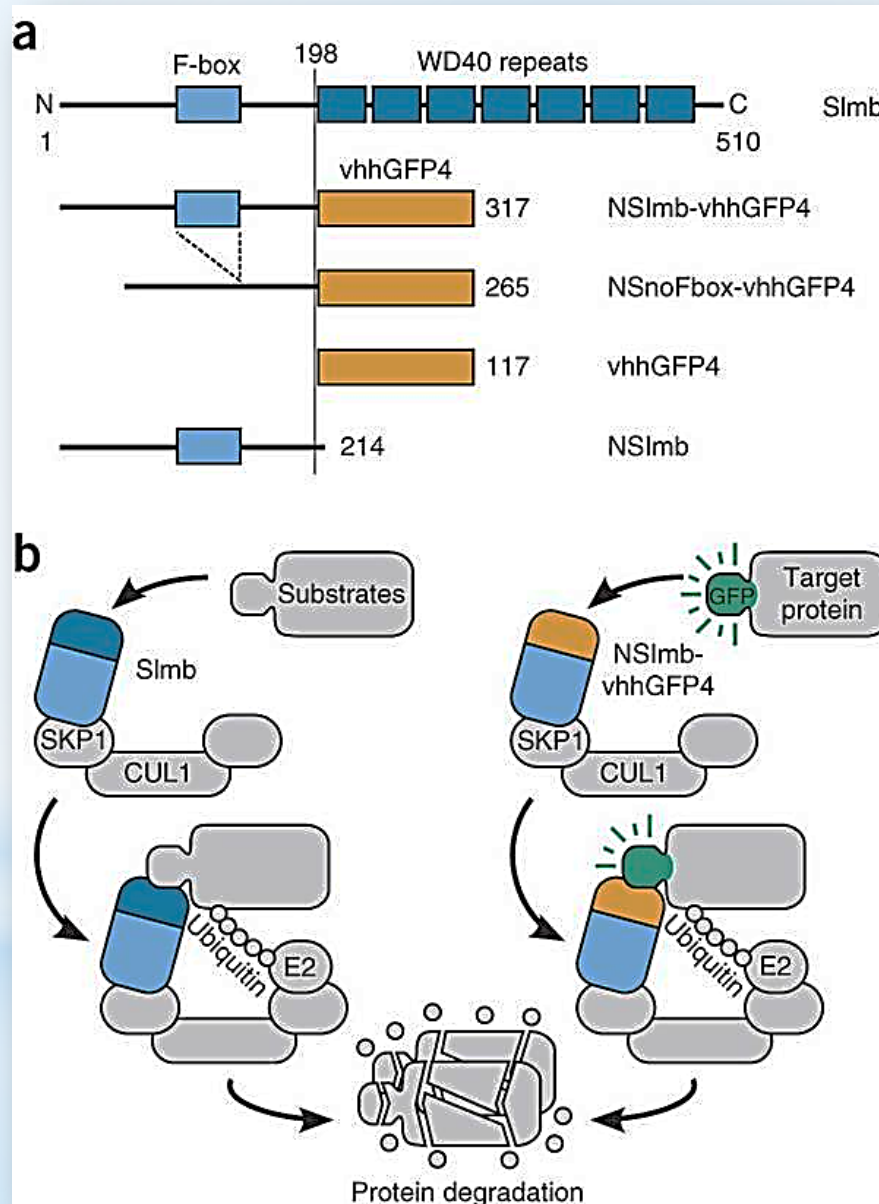 a
198
F-box
WD40 repeats
N
C
Slmb
1
510
vhhGFP4
317
NSlmb-vhhGFP4
265
NSnoFbox-vhhGFP4
117
vhhGFP4
214
NSlmb
b
Substrates
Slmb
SKP1
CUL1
Ubiquitin
E2
GFP
Target
protein
NSlmb-
vhhGFP4
SKP1
CUL1
Ubiquitin
E2
Protein degradation